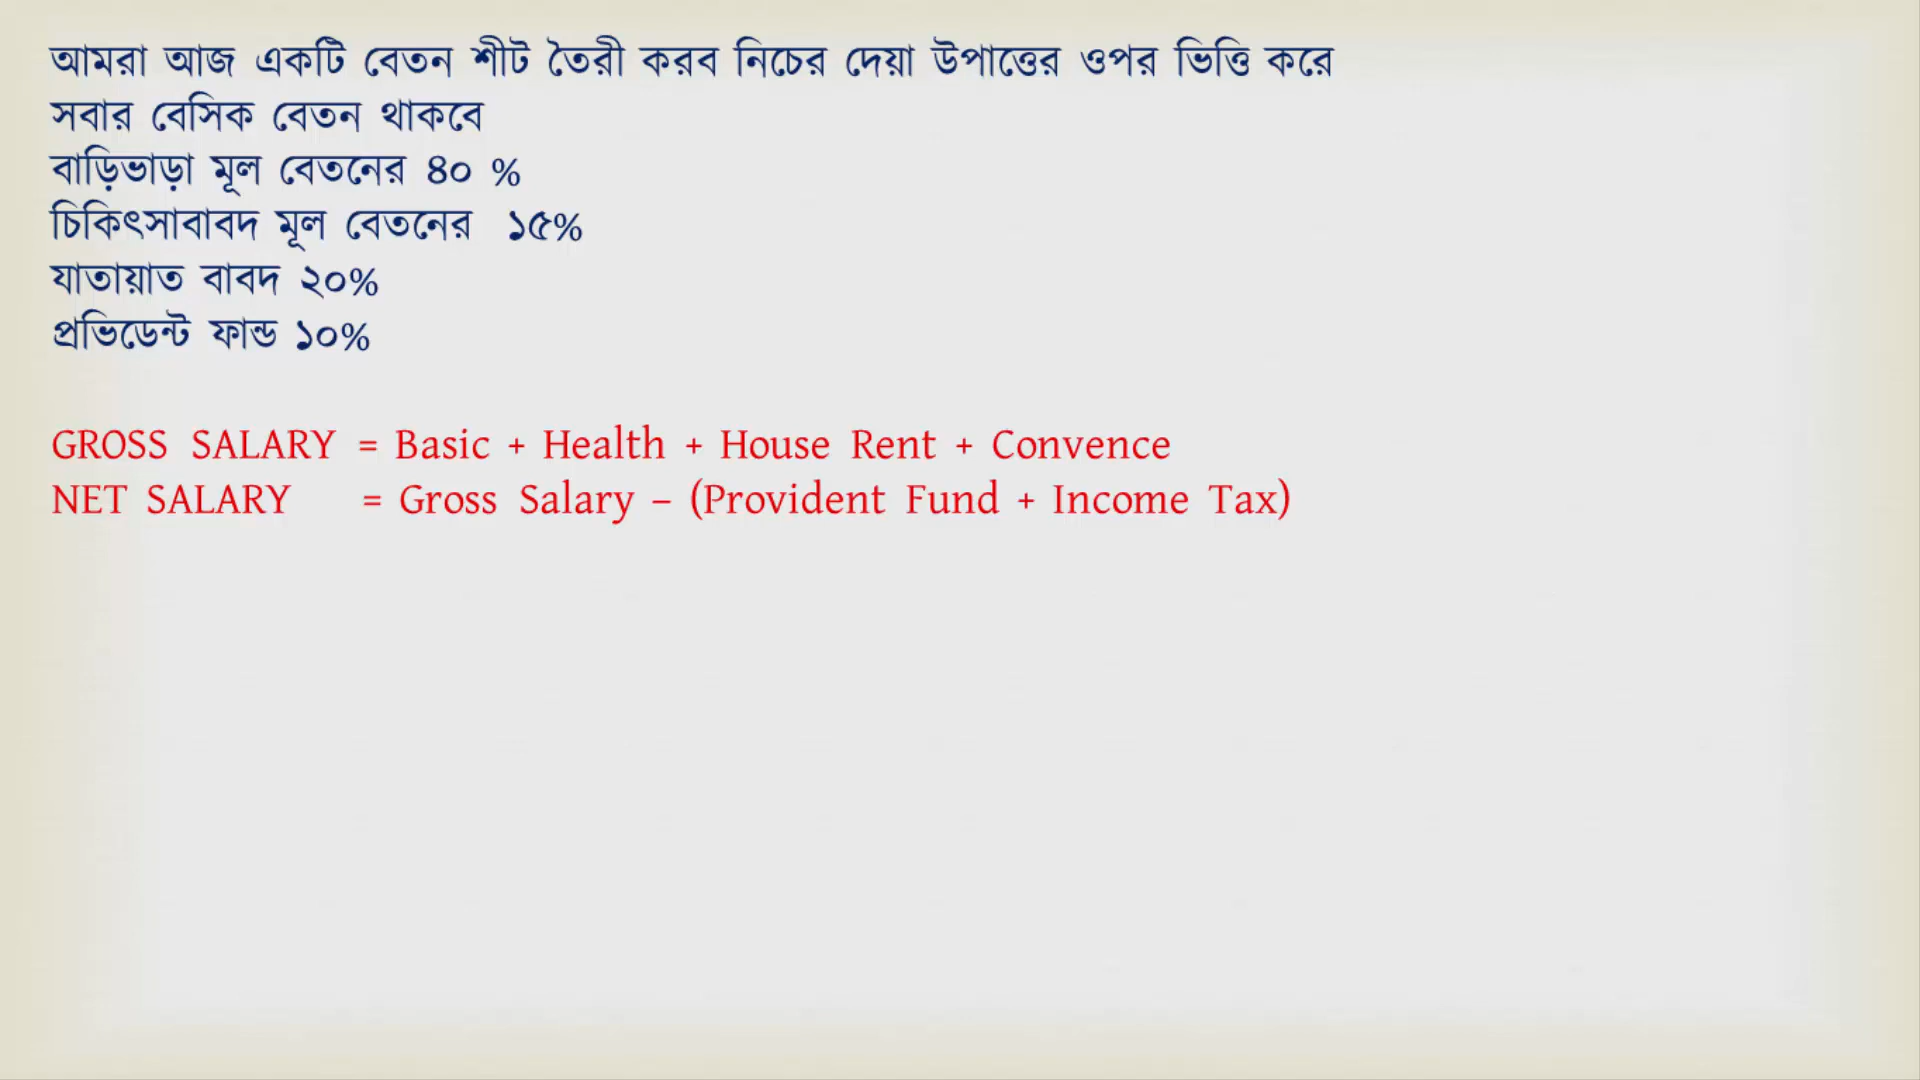 আমরা আজ একটি বেতন শীট তৈরী করব নিচের দেয়া উপাত্তের ওপর ভিত্তি করে
সবার বেসিক বেতন থাকবে
বাড়িভাড়া মূল বেতনের ৪০ %
চিকিৎসাবাবদ মূল বেতনের ১৫%
যাতায়াত বাবদ ২০%
প্রভিডেন্ট ফান্ড ১০%
GROSS SALARY = Basic + Health + House Rent + Convence
NET SALARY = Gross Salary – (Provident Fund + Income Tax)